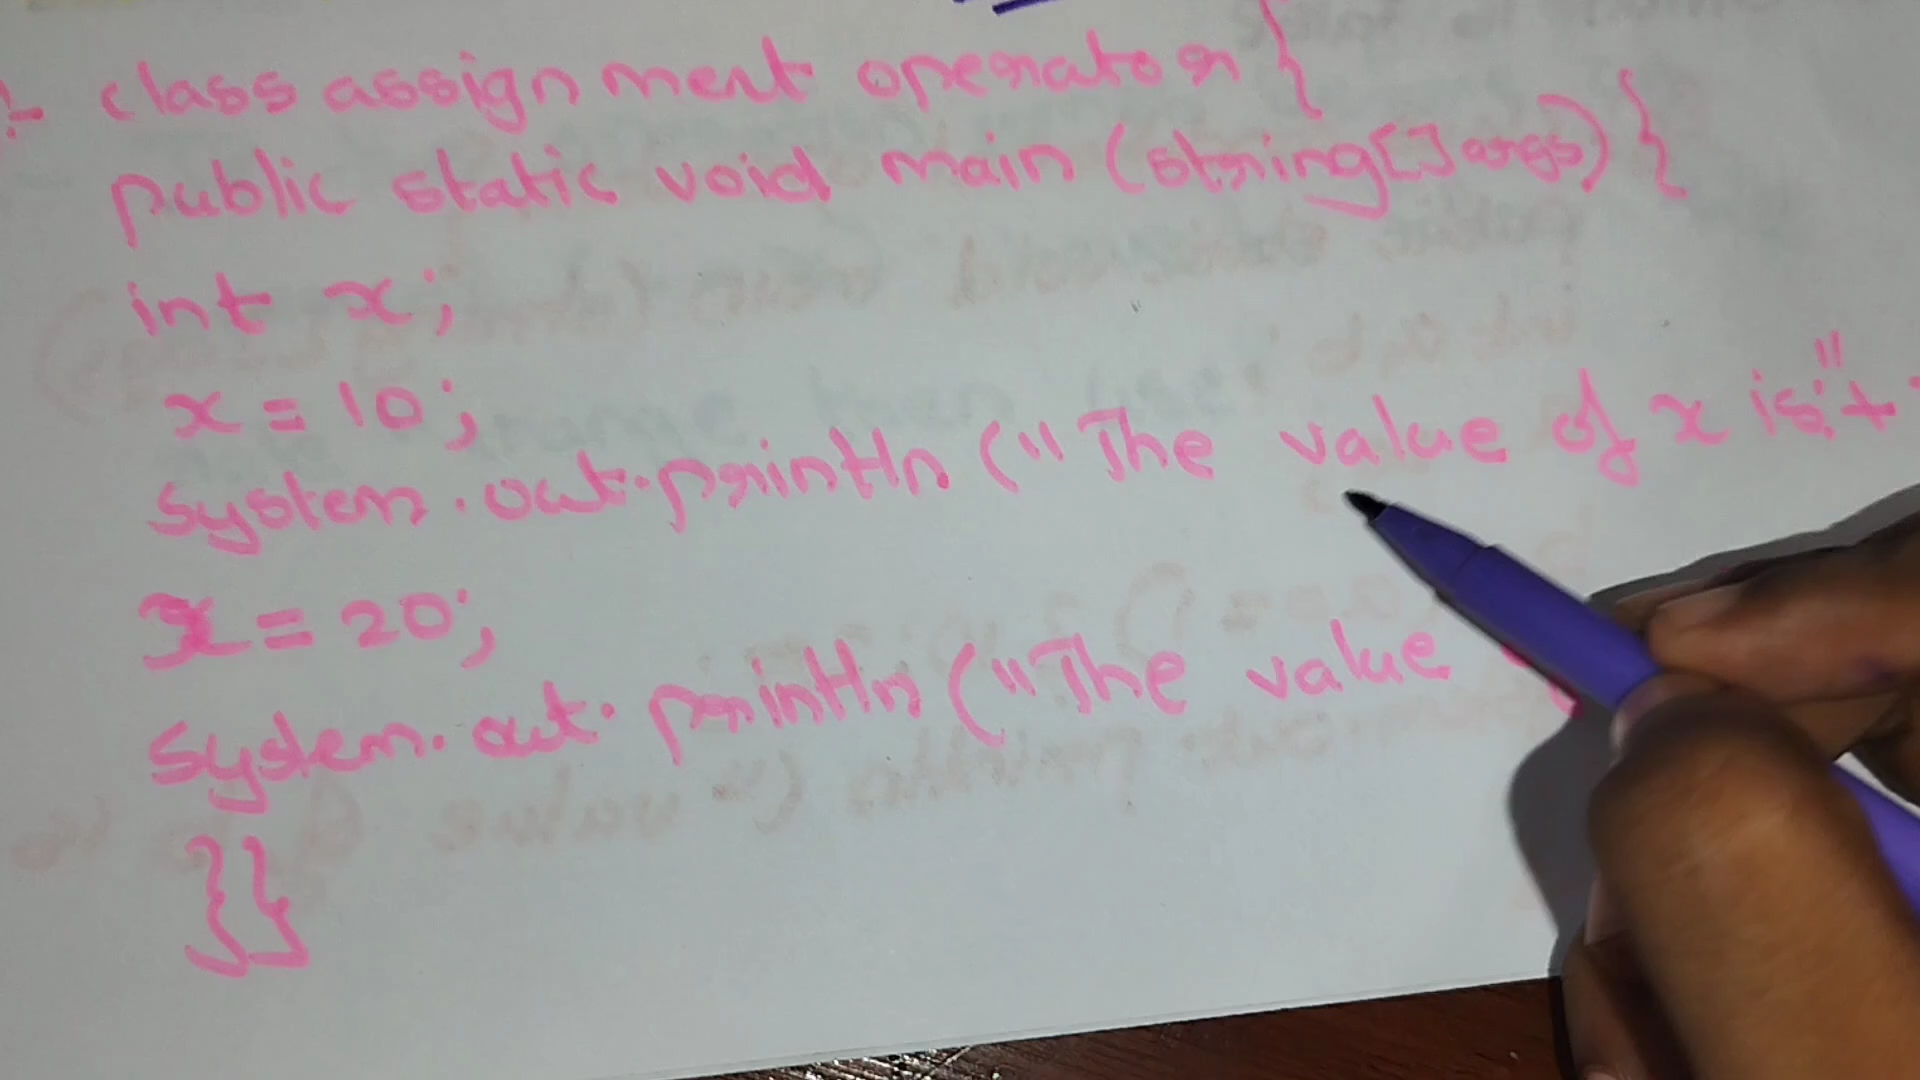 :- class assignment operator {
public static void main (string[] args) {
int x;
x = 10;
system.out.println ("The value of x is:" +
x = 20;
system.out.println ("The value
}}